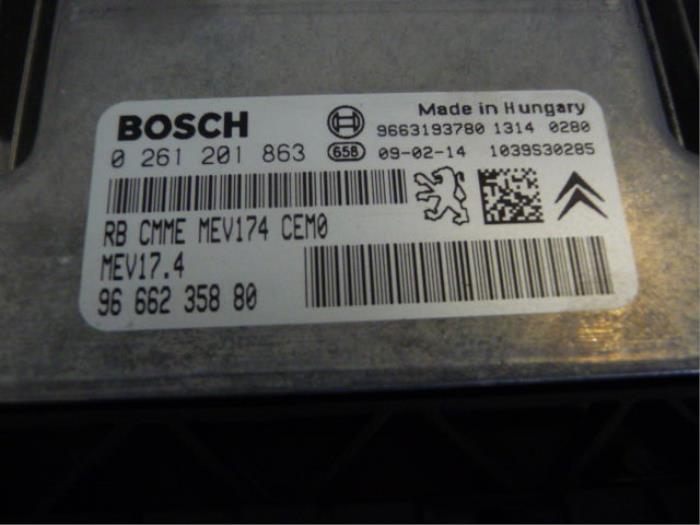 BOSCH
Made in Hungary
9663193780 1314 0280
0 261 201 863
658 09-02-14 1039S30285
RB CMME MEV174 CEM0
MEV17.4
96 662 358 80